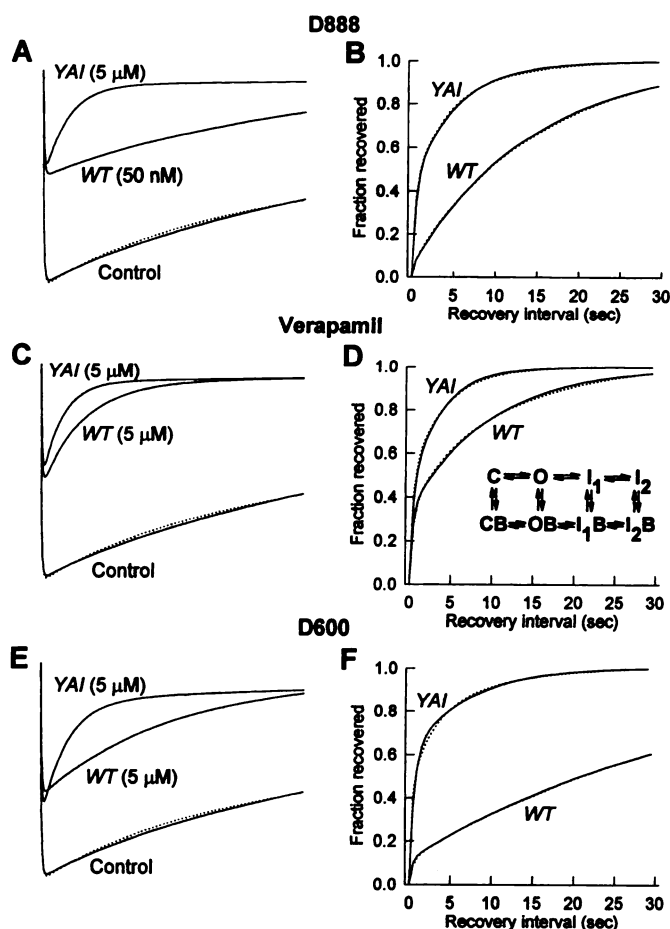 D888
A
YAI (5 μM)
WT (50 nM)
Control
B
Fraction recovered
1.0
0.8
0.6
0.4
0.2
0.0
YAI
WT
0 5 10 15 20 25 30
Recovery interval (sec)
Verapamil
C
YAI (5 μM)
WT (5 μM)
Control
D
Fraction recovered
1.0
0.8
0.6
0.4
0.2
0.0
YAI
WT
C O I1 I2
CB OB I1B I2B
0 5 10 15 20 25 30
Recovery interval (sec)
D600
E
YAI (5 μM)
WT (5 μM)
Control
F
Fraction recovered
1.0
0.8
0.6
0.4
0.2
0.0
YAI
WT
0 5 10 15 20 25 30
Recovery interval (sec)